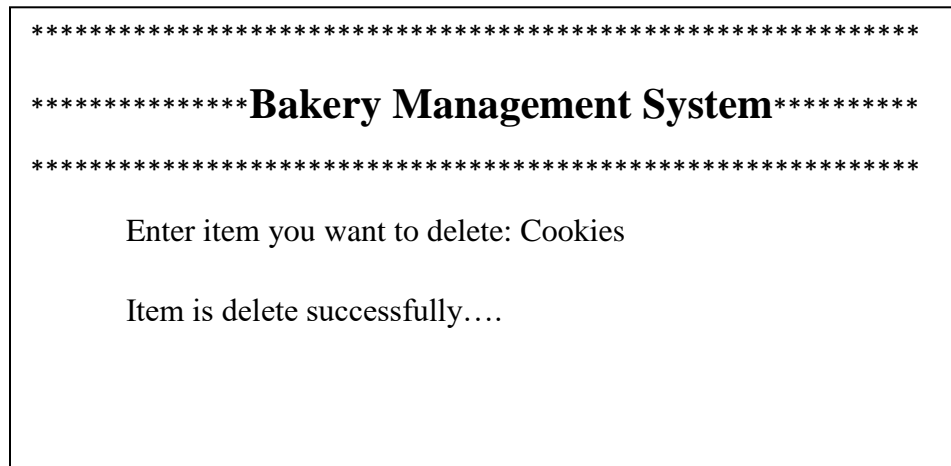 *************************************************************
***************Bakery Management System**********
*************************************************************
Enter item you want to delete: Cookies
Item is delete successfully….